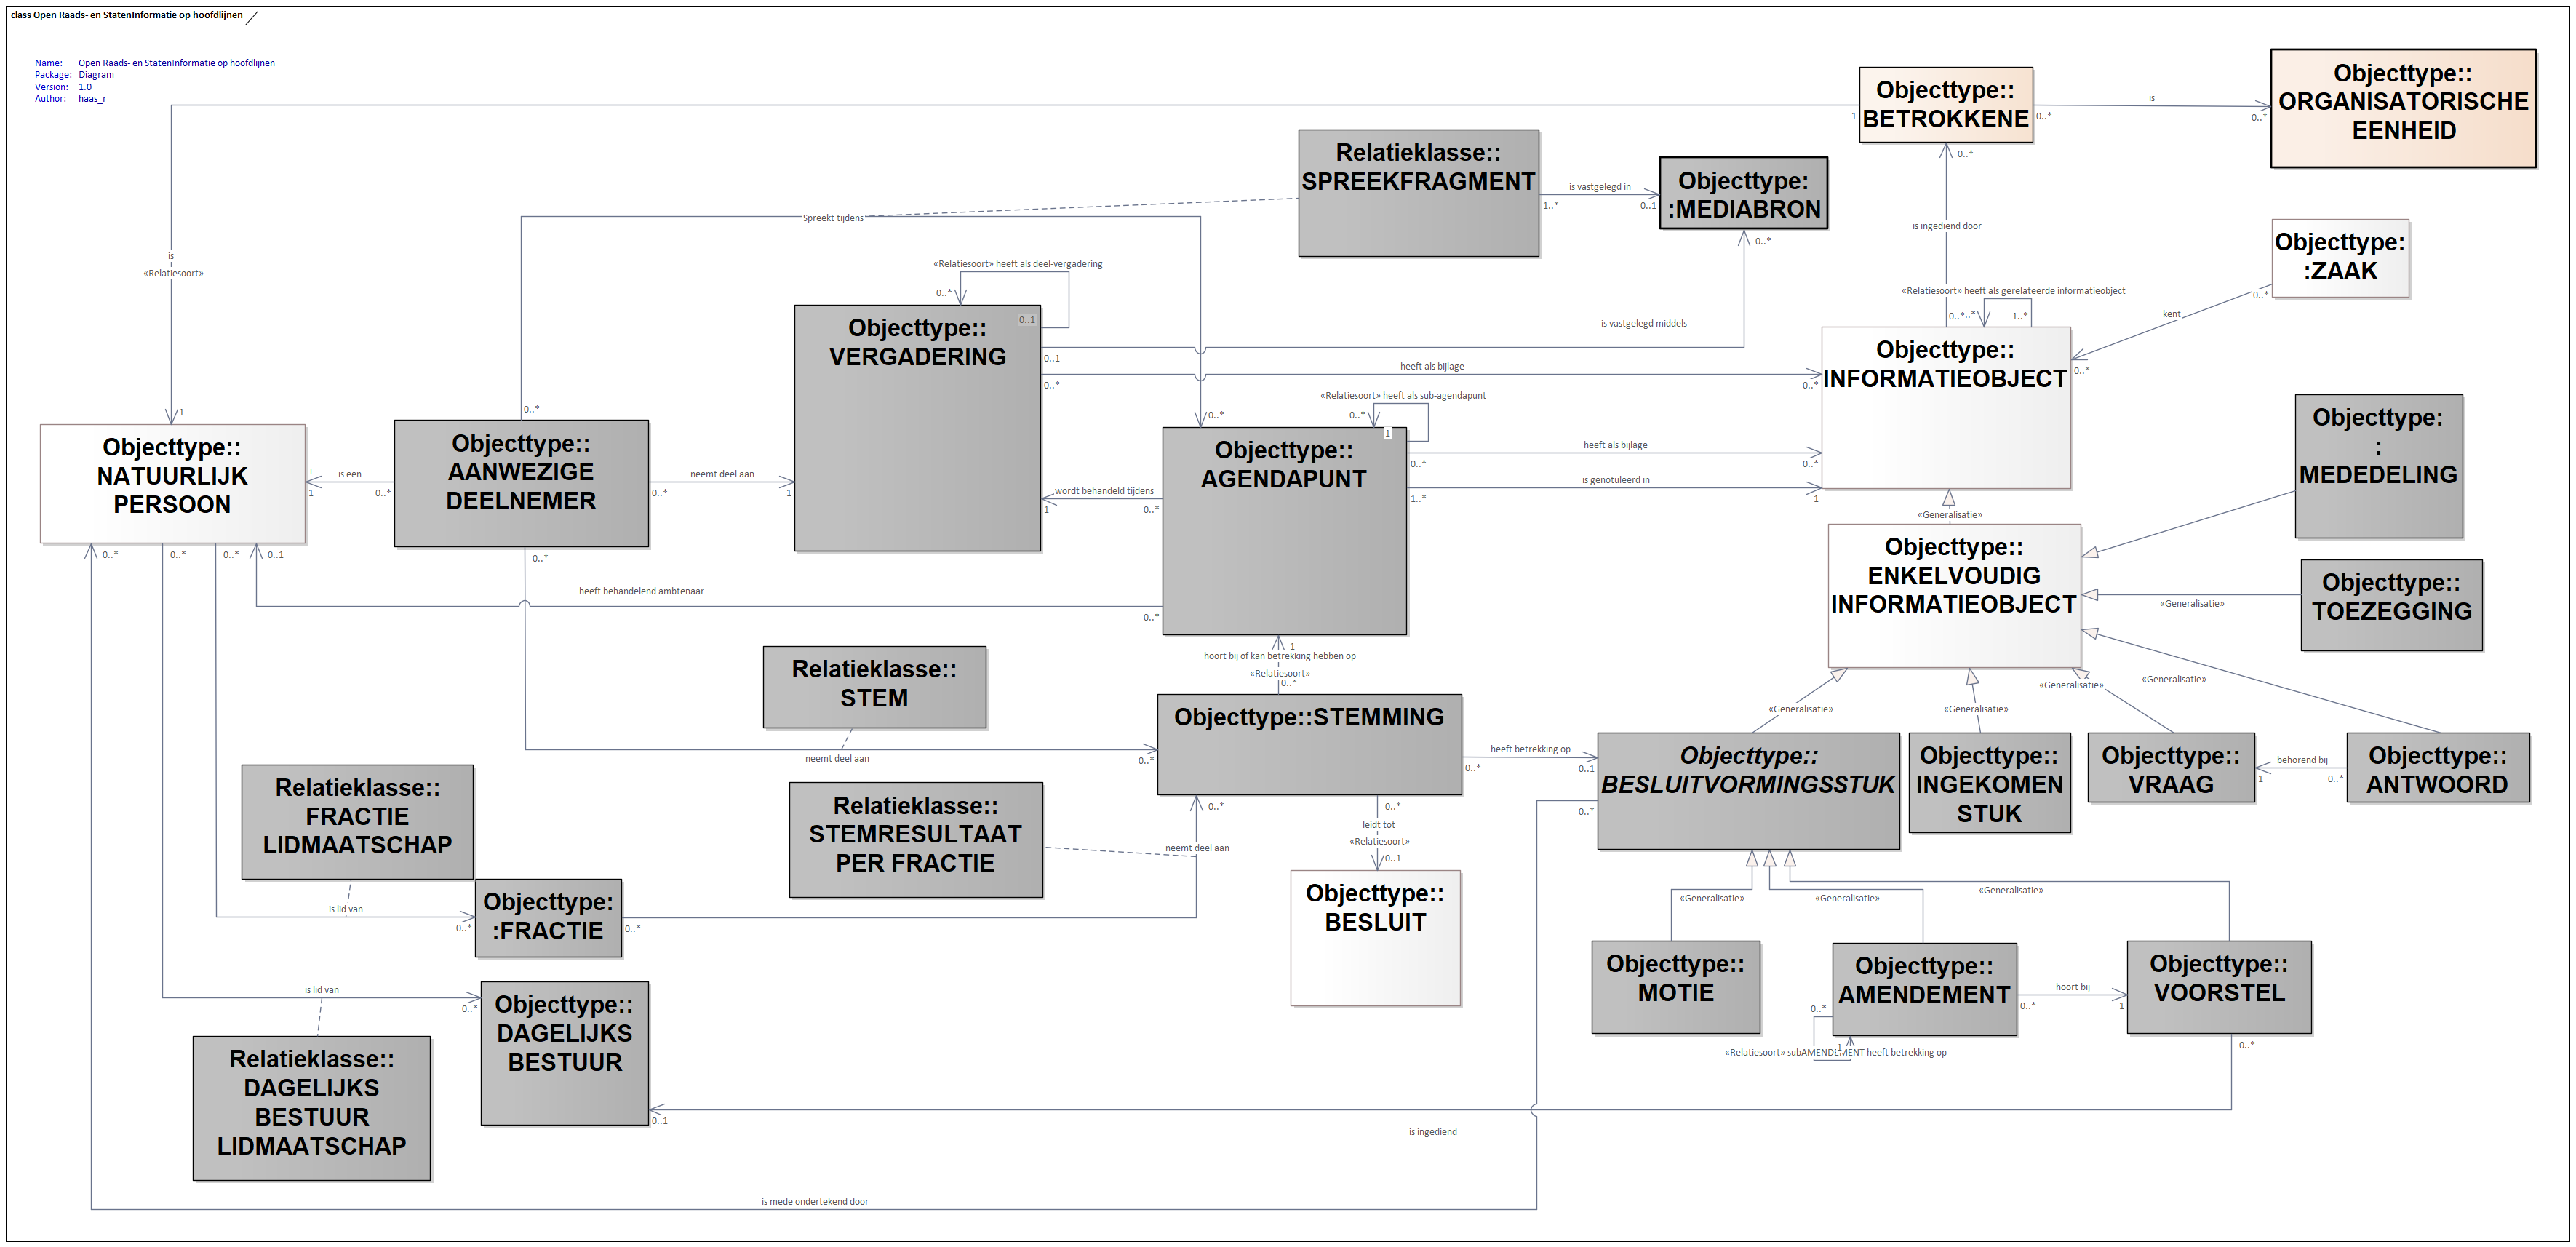 class Open Raads- en StatenInformatie op hoofdlijnen
Name: Open Raads- en StatenInformatie op hoofdlijnen
Package: Diagram
Version: 1.0
Author: haas_r
Objecttype::
BETROKKENE
1
0..*
0..*
is
0..*
Objecttype::
ORGANISATORISCHE
EENHEID
Relatieklasse::
SPREEKFRAGMENT
is vastgelegd in
1..*
0..1
Objecttype:
:MEDIABRON
0..*
is ingediend door
Objecttype:
:ZAAK
0..*
kent
0..*
is
«Relatiesoort»
1
Spreekt tijdens
0..*
0..*
«Relatiesoort» heeft als deel-vergadering
0..*
0..1
Objecttype::
VERGADERING
0..1
is vastgelegd middels
0..*
heeft als bijlage
0..*
«Relatiesoort» heeft als gerelateerde informatieobject
0..*
..*
1..*
Objecttype::
INFORMATIEOBJECT
«Relatiesoort» heeft als sub-agendapunt
0..*
1
Objecttype::
AGENDAPUNT
0..*
heeft als bijlage
0..*
1..*
is genotuleerd in
1
Objecttype::
NATUURLIJK
PERSOON
+
1
is een
0..*
Objecttype::
AANWEZIGE
DEELNEMER
0..*
neemt deel aan
1
wordt behandeld tijdens
1
0..*
Objecttype:
:
MEDEDELING
«Generalisatie»
Objecttype::
ENKELVOUDIG
INFORMATIEOBJECT
Objecttype::
TOEZEGGING
«Generalisatie»
0..*
0..*
0..*
0..1
0..*
heeft behandelend ambtenaar
0..*
1
hoort bij of kan betrekking hebben op
«Relatiesoort»
0..*
Relatieklasse::
STEM
neemt deel aan
0..*
Objecttype::STEMMING
heeft betrekking op
0..*
0..1
«Generalisatie»
«Generalisatie»
«Generalisatie»
«Generalisatie»
Objecttype::
BESLUITVORMINGSSTUK
Objecttype::
INGEKOMEN
STUK
Objecttype::
VRAAG
behorend bij
1
0..*
Objecttype::
ANTWOORD
Relatieklasse::
FRACTIE
LIDMAATSCHAP
Relatieklasse::
STEMRESULTAAT
PER FRACTIE
0..*
neemt deel aan
0..*
leidt tot
«Relatiesoort»
0..1
0..*
Objecttype::
BESLUIT
is lid van
0..*
Objecttype:
:FRACTIE
0..*
«Generalisatie»
«Generalisatie»
«Generalisatie»
Objecttype::
MOTIE
Objecttype::
AMENDEMENT
0..*
hoort bij
1
Objecttype::
VOORSTEL
0..*
1
«Relatiesoort» subAMENDEMENT heeft betrekking op
0..*
is lid van
0..*
Objecttype::
DAGELIJKS
BESTUUR
0..1
is ingediend
Relatieklasse::
DAGELIJKS
BESTUUR
LIDMAATSCHAP
is mede ondertekend door